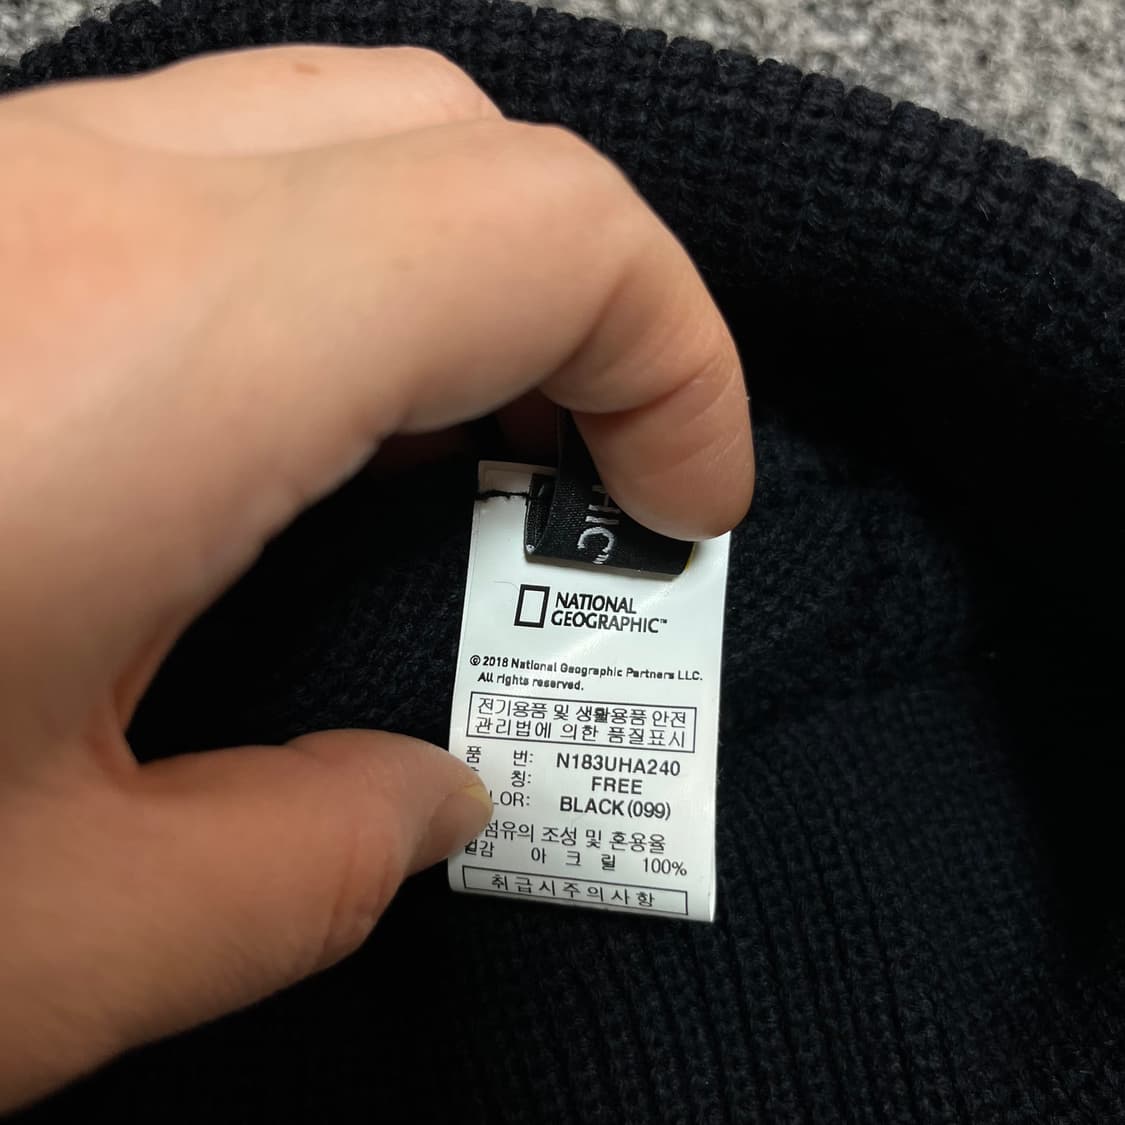 HIC™
NATIONAL
GEOGRAPHIC™
© 2018 National Geographic Partners LLC.
All rights reserved.
전기용품 및 생활용품 안전
관리법에 의한 품질표시
품 번: N183UHA240
칭: FREE
LOR: BLACK(099)
섬유의 조성 및 혼용율
겉감 아 크 릴 100%
취급시주의사항